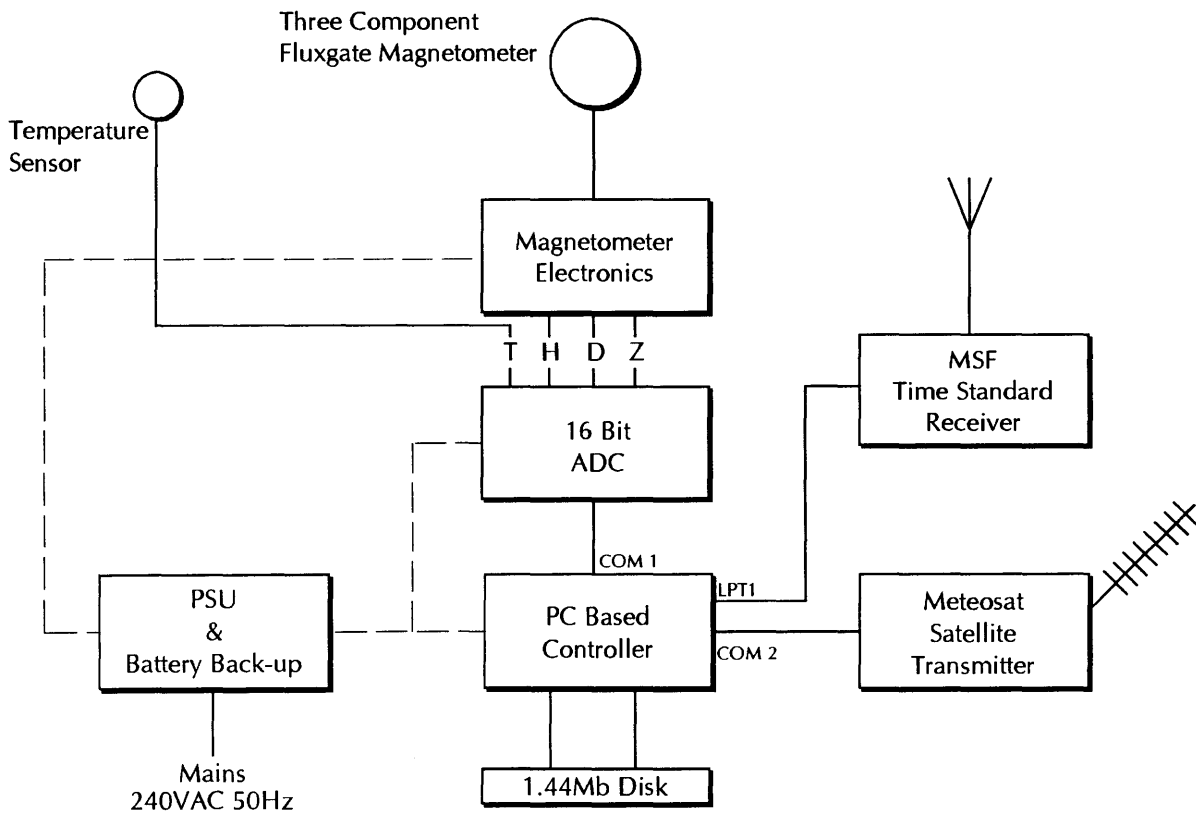 Three Component
Fluxgate Magnetometer
Temperature
Sensor
Magnetometer
Electronics
T H D Z
MSF
Time Standard
Receiver
16 Bit
ADC
COM 1
LPT1
COM 2
PSU
&
Battery Back-up
PC Based
Controller
Meteosat
Satellite
Transmitter
Mains
240VAC 50Hz
1.44Mb Disk